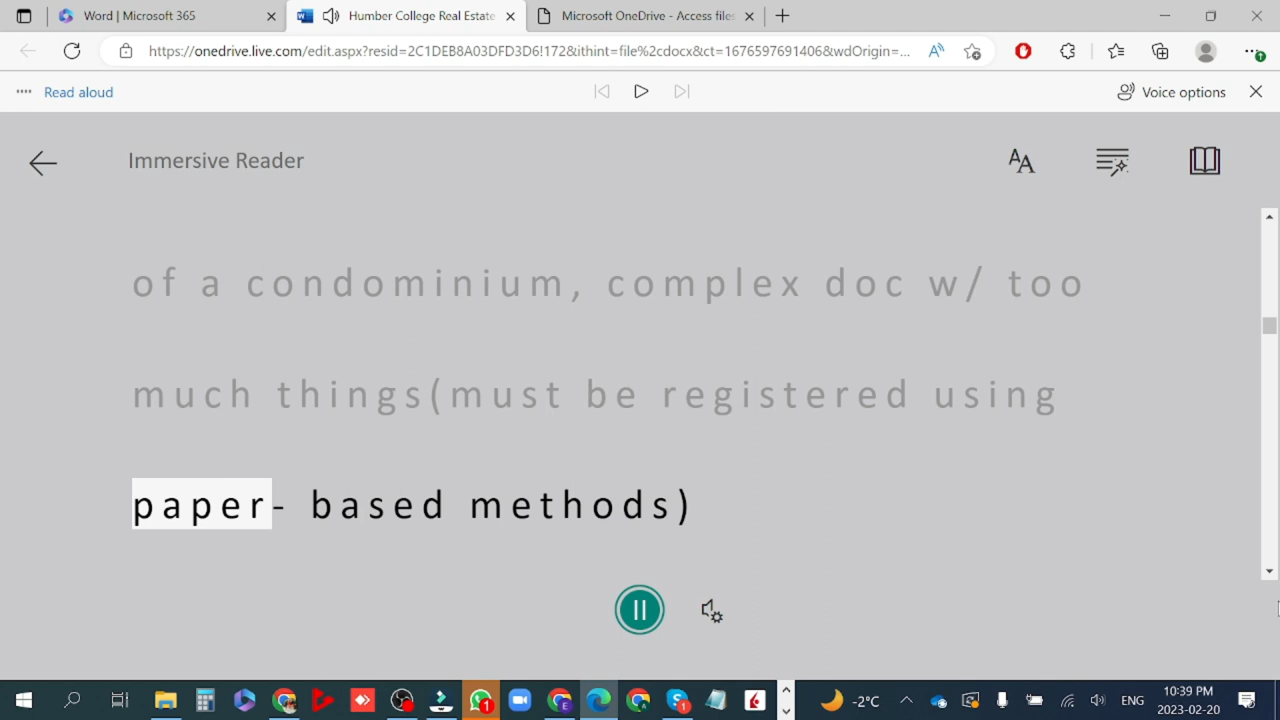 Word | Microsoft 365
Humber College Real Estate
Microsoft OneDrive - Access files
https://onedrive.live.com/edit.aspx?resid=2C1DEB8A03DFD3D6!172&ithint=file%2cdocx&ct=1676597691406&wdOrigin=...
Read aloud
Voice options
Immersive Reader
of a condominium, complex doc w/ too
much things(must be registered using
paper- based methods)
-2°C
ENG
10:39 PM
2023-02-20